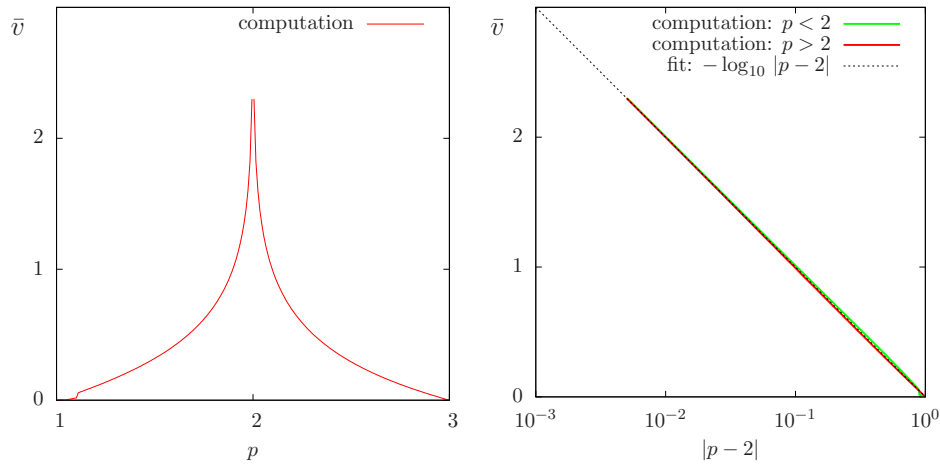 v̄
computation
2
1
0
1
2
3
p
v̄
computation: p < 2
computation: p > 2
fit: − log₁₀ |p − 2|
2
1
0
10⁻³
10⁻²
10⁻¹
10⁰
|p − 2|